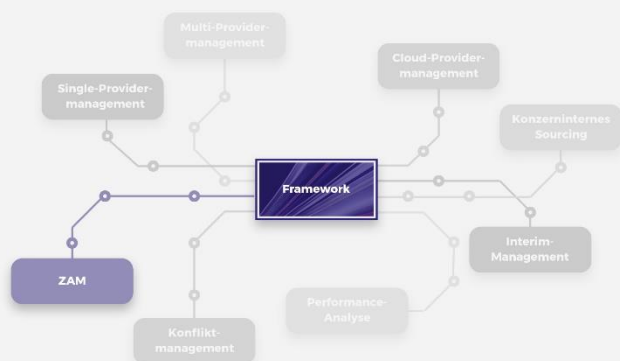 Multi-Provider-
management
Cloud-Provider-
management
Single-Provider-
management
Konzerninternes
Sourcing
Framework
Interim-
Management
ZAM
Performance-
Analyse
Konflikt-
management